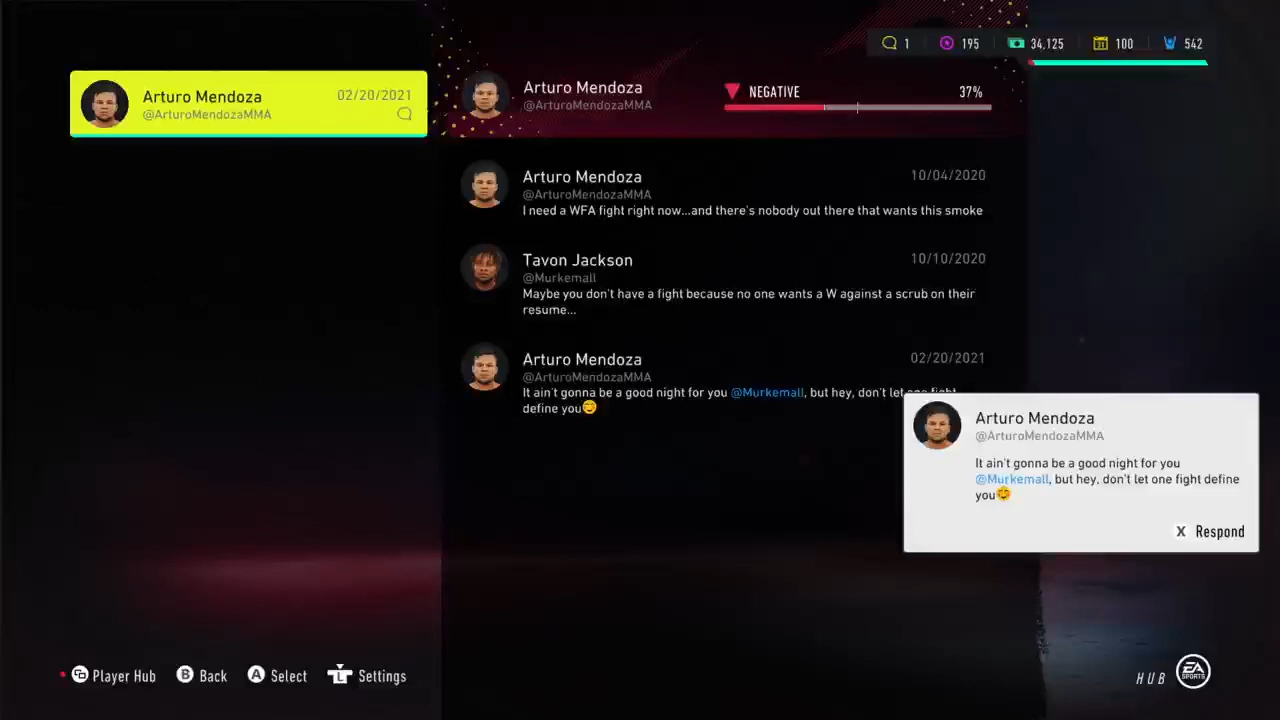 1 195 34,125 31 100 542
Arturo Mendoza 02/20/2021
@ArturoMendozaMMA
Arturo Mendoza
@ArturoMendozaMMA
NEGATIVE 37%
Arturo Mendoza 10/04/2020
@ArturoMendozaMMA
I need a WFA fight right now...and there's nobody out there that wants this smoke
Tavon Jackson 10/10/2020
@Murkemall
Maybe you don't have a fight because no one wants a W against a scrub on their
resume...
Arturo Mendoza 02/20/2021
@ArturoMendozaMMA
It ain't gonna be a good night for you @Murkemall, but hey, don't let one fight
define you😊
Arturo Mendoza
@ArturoMendozaMMA
It ain't gonna be a good night for you
@Murkemall, but hey, don't let one fight define
you😊
X Respond
Player Hub B Back A Select L Settings
HUB EA SPORTS